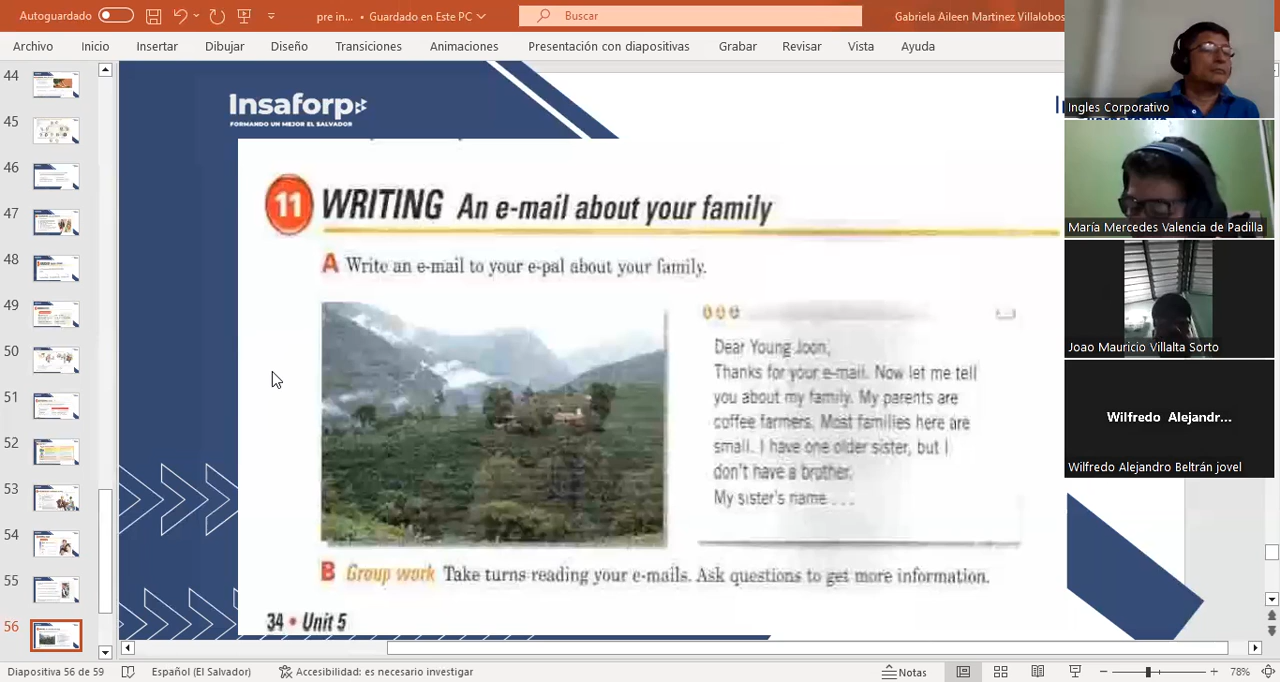 Autoguardado
pre in... • Guardado en Este PC
Buscar
Gabriela Aileen Martinez Villalobos
Archivo Inicio Insertar Dibujar Diseño Transiciones Animaciones Presentación con diapositivas Grabar Revisar Vista Ayuda
44
45
46
47
48
49
50
51
52
53
54
55
56
Insaforp
FORMANDO UN MEJOR EL SALVADOR
11 WRITING An e-mail about your family
A Write an e-mail to your e-pal about your family.
Dear Young Joon,
Thanks for your e-mail. Now let me tell
you about my family. My parents are
coffee farmers. Most families here are
small. I have one older sister, but I
don't have a brother.
My sister's name . . .
B Group work Take turns reading your e-mails. Ask questions to get more information.
34 • Unit 5
Ingles Corporativo
María Mercedes Valencia de Padilla
Joao Mauricio Villalta Sorto
Wilfredo Alejandr...
Wilfredo Alejandro Beltrán jovel
Diapositiva 56 de 59 Español (El Salvador) Accesibilidad: es necesario investigar Notas 78%